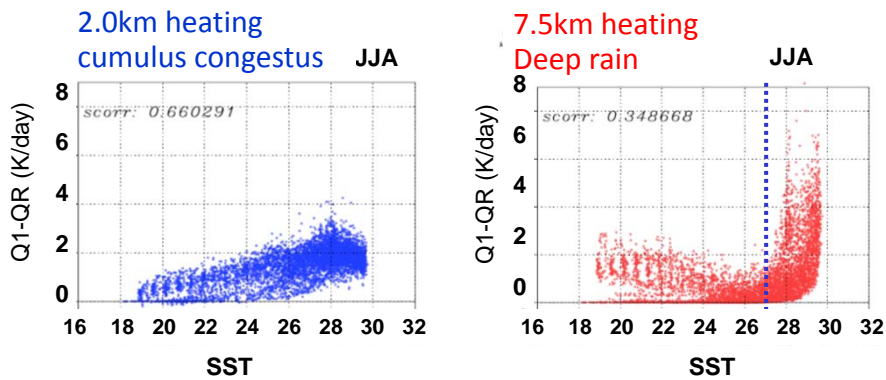 2.0km heating
cumulus congestus JJA
scorr: 0.660291
Q1-QR (K/day)
8
6
4
2
0
16 18 20 22 24 26 28 30 32
SST
7.5km heating
Deep rain JJA
scorr: 0.348668
Q1-QR (K/day)
8
6
4
2
0
16 18 20 22 24 26 28 30 32
SST